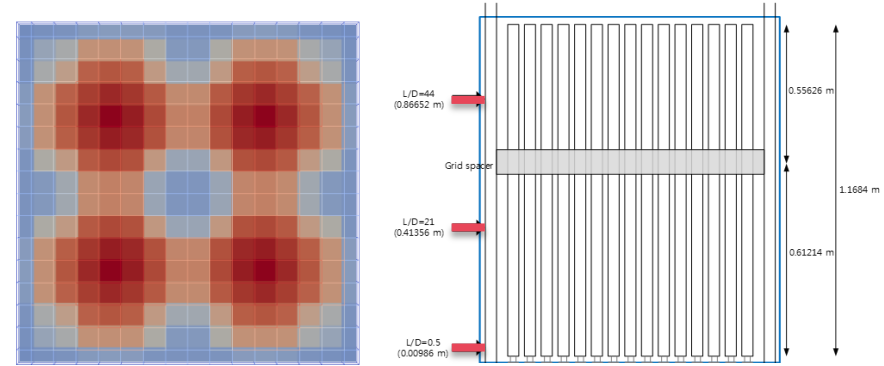 L/D=44
(0.86652 m)
0.55626 m
Grid spacer
1.1684 m
L/D=21
(0.41356 m)
0.61214 m
L/D=0.5
(0.00986 m)